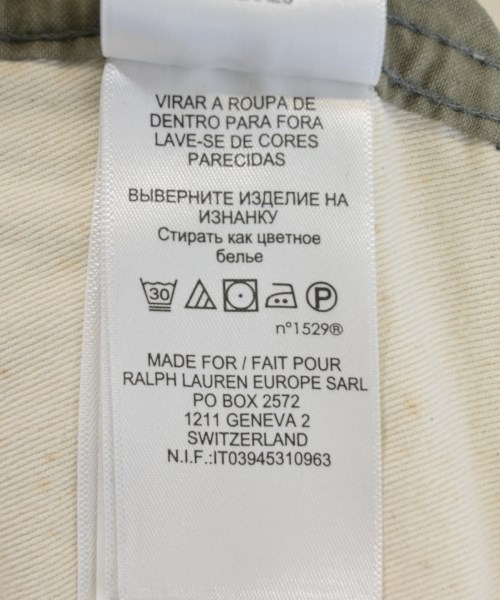 VIRAR A ROUPA DE
DENTRO PARA FORA
LAVE-SE DE CORES
PARECIDAS
ВЫВЕРНИТЕ ИЗДЕЛИЕ НА
ИЗНАНКУ
Стирать как цветное
белье
30 P
n°1529®
MADE FOR / FAIT POUR
RALPH LAUREN EUROPE SARL
PO BOX 2572
1211 GENEVA 2
SWITZERLAND
N.I.F.:IT03945310963